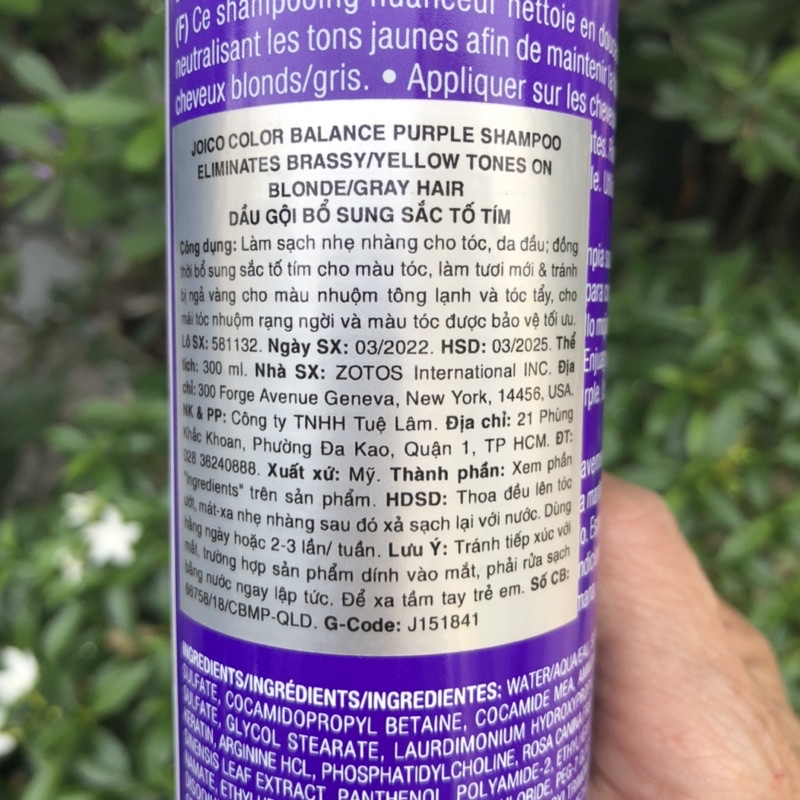 (F) Ce shampooing nuanceur nettoie en
neutralisant les tons jaunes afin de maintenir
cheveux blonds/gris. • Appliquer sur les
JOICO COLOR BALANCE PURPLE SHAMPOO
ELIMINATES BRASSY/YELLOW TONES ON
BLONDE/GRAY HAIR
DẦU GỘI BỔ SUNG SẮC TỐ TÍM
Công dụng: Làm sạch nhẹ nhàng cho tóc, da đầu; đồng
thời bổ sung sắc tố tím cho màu tóc, làm tươi mới & tránh
bị ngả vàng cho màu nhuộm tông lạnh và tóc tẩy, cho
mái tóc nhuộm rạng ngời và màu tóc được bảo vệ tối ưu.
Lô SX: 581132. Ngày SX: 03/2022. HSD: 03/2025. Thể
tích: 300 ml. Nhà SX: ZOTOS International INC. Địa
chỉ: 300 Forge Avenue Geneva, New York, 14456, USA.
NK & PP: Công ty TNHH Tuệ Lâm. Địa chỉ: 21 Phùng
Khắc Khoan, Phường Đa Kao, Quận 1, TP HCM. ĐT:
028 38240888. Xuất xứ: Mỹ. Thành phần: Xem phần
"Ingredients" trên sản phẩm. HDSD: Thoa đều lên tóc
ướt, mát-xa nhẹ nhàng sau đó xả sạch lại với nước. Dùng
hằng ngày hoặc 2-3 lần/ tuần. Lưu Ý: Tránh tiếp xúc với
mắt, trường hợp sản phẩm dính vào mắt, phải rửa sạch
bằng nước ngay lập tức. Để xa tầm tay trẻ em. Số CB:
66758/18/CBMP-QLD. G-Code: J151841
INGREDIENTS/INGRÉDIENTS/INGREDIENTES: WATER/AQUA/EAU,
SULFATE, COCAMIDOPROPYL BETAINE, COCAMIDE MEA,
SULFATE, GLYCOL STEARATE, LAURDIMONIUM
KERATIN, ARGININE HCL, PHOSPHATIDYLCHOLINE, ROSA CANINA
SINENSIS LEAF EXTRACT, PANTHENOL, POLYAMIDE-2,